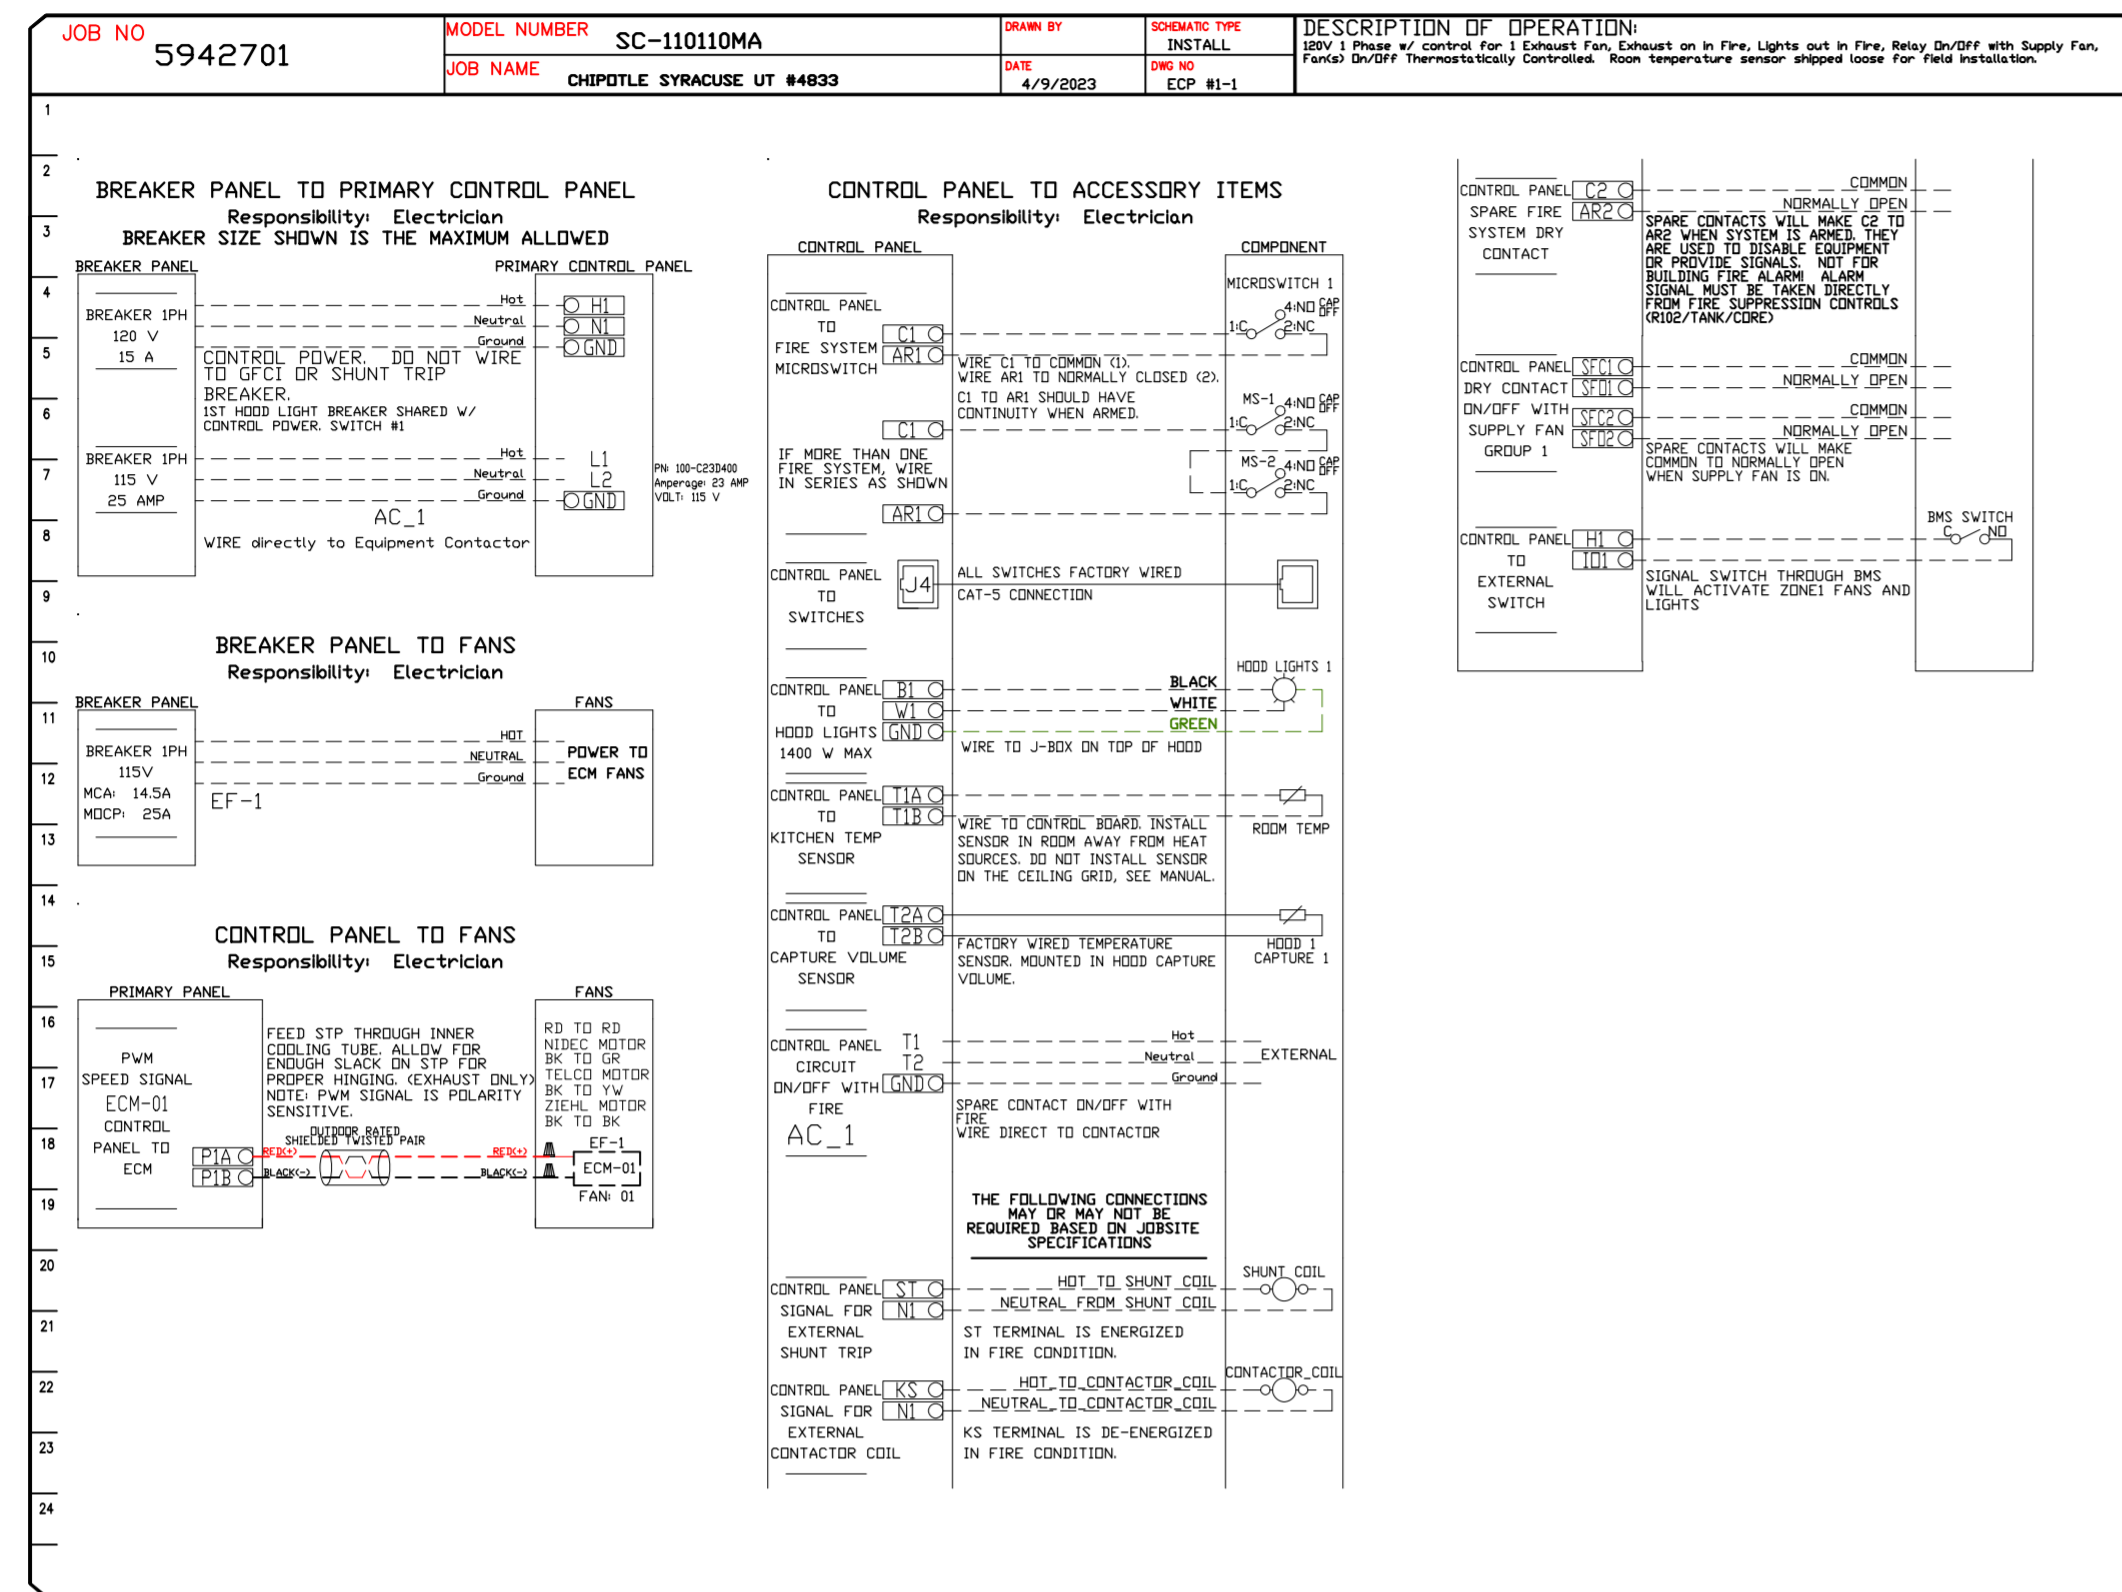 JOB NO
5942701
MODEL NUMBER
SC-110110MA
JOB NAME
CHIPOTLE SYRACUSE UT #4833
DRAWN BY
DATE
4/9/2023
SCHEMATIC TYPE
INSTALL
DWG NO
ECP #1-1
DESCRIPTION OF OPERATION:
120V 1 Phase w/ control for 1 Exhaust Fan, Exhaust on in Fire, Lights out in Fire, Relay On/Off with Supply Fan,
Fan(s) On/Off Thermostatically Controlled. Room temperature sensor shipped loose for field installation.
1
2
3
4
5
6
7
8
9
10
11
12
13
14
15
16
17
18
19
20
21
22
23
24
BREAKER PANEL TO PRIMARY CONTROL PANEL
Responsibility: Electrician
BREAKER SIZE SHOWN IS THE MAXIMUM ALLOWED
BREAKER PANEL
PRIMARY CONTROL PANEL
BREAKER 1PH
120 V
15 A
Hot
Neutral
Ground
H1
N1
GND
CONTROL POWER. DO NOT WIRE
TO GFCI OR SHUNT TRIP
BREAKER.
1ST HOOD LIGHT BREAKER SHARED W/
CONTROL POWER. SWITCH #1
BREAKER 1PH
115 V
25 AMP
Hot
Neutral
Ground
L1
L2
GND
PN: 100-C23D400
Amperage: 23 AMP
VOLT: 115 V
AC_1
WIRE directly to Equipment Contactor
BREAKER PANEL TO FANS
Responsibility: Electrician
BREAKER PANEL
FANS
BREAKER 1PH
115V
MCA: 14.5A
MOCP: 25A
HOT
NEUTRAL
Ground
EF-1
POWER TO
ECM FANS
CONTROL PANEL TO FANS
Responsibility: Electrician
PRIMARY PANEL
FANS
PWM
SPEED SIGNAL
ECM-01
CONTROL
PANEL TO
ECM
P1A
P1B
FEED STP THROUGH INNER
COOLING TUBE. ALLOW FOR
ENOUGH SLACK ON STP FOR
PROPER HINGING. (EXHAUST ONLY)
NOTE: PWM SIGNAL IS POLARITY
SENSITIVE.
OUTDOOR RATED
SHIELDED TWISTED PAIR
RED(+)
RED(+)
BLACK(-)
BLACK(-)
RD TO RD
NIDEC MOTOR
BK TO GR
TELCO MOTOR
BK TO YW
ZIEHL MOTOR
BK TO BK
EF-1
ECM-01
FAN: 01
CONTROL PANEL TO ACCESSORY ITEMS
Responsibility: Electrician
CONTROL PANEL
COMPONENT
CONTROL PANEL
TO
FIRE SYSTEM
MICROSWITCH
C1
AR1
MICROSWITCH 1
4:NO CAP OFF
1:C
2:NC
WIRE C1 TO COMMON (1).
WIRE AR1 TO NORMALLY CLOSED (2).
C1 TO AR1 SHOULD HAVE
CONTINUITY WHEN ARMED.
C1
IF MORE THAN ONE
FIRE SYSTEM, WIRE
IN SERIES AS SHOWN
AR1
MS-1
4:NO CAP OFF
1:C
2:NC
MS-2
4:NO CAP OFF
1:C
2:NC
CONTROL PANEL
TO
SWITCHES
J4
ALL SWITCHES FACTORY WIRED
CAT-5 CONNECTION
CONTROL PANEL
TO
HOOD LIGHTS
1400 W MAX
B1
W1
GND
BLACK
WHITE
GREEN
HOOD LIGHTS 1
WIRE TO J-BOX ON TOP OF HOOD
CONTROL PANEL
TO
KITCHEN TEMP
SENSOR
T1A
T1B
WIRE TO CONTROL BOARD. INSTALL
SENSOR IN ROOM AWAY FROM HEAT
SOURCES. DO NOT INSTALL SENSOR
ON THE CEILING GRID, SEE MANUAL.
ROOM TEMP
CONTROL PANEL
TO
CAPTURE VOLUME
SENSOR
T2A
T2B
FACTORY WIRED TEMPERATURE
SENSOR. MOUNTED IN HOOD CAPTURE
VOLUME.
HOOD 1
CAPTURE 1
CONTROL PANEL
CIRCUIT
ON/OFF WITH
FIRE
AC_1
T1
T2
GND
Hot
Neutral
Ground
EXTERNAL
SPARE CONTACT ON/OFF WITH
FIRE
WIRE DIRECT TO CONTACTOR
THE FOLLOWING CONNECTIONS
MAY OR MAY NOT BE
REQUIRED BASED ON JOBSITE
SPECIFICATIONS
CONTROL PANEL
SIGNAL FOR
EXTERNAL
SHUNT TRIP
ST
N1
HOT TO SHUNT COIL
NEUTRAL FROM SHUNT COIL
SHUNT COIL
ST TERMINAL IS ENERGIZED
IN FIRE CONDITION.
CONTROL PANEL
SIGNAL FOR
EXTERNAL
CONTACTOR COIL
KS
N1
HOT TO CONTACTOR COIL
NEUTRAL TO CONTACTOR COIL
CONTACTOR COIL
KS TERMINAL IS DE-ENERGIZED
IN FIRE CONDITION.
CONTROL PANEL
SPARE FIRE
SYSTEM DRY
CONTACT
C2
AR2
COMMON
NORMALLY OPEN
SPARE CONTACTS WILL MAKE C2 TO
AR2 WHEN SYSTEM IS ARMED. THEY
ARE USED TO DISABLE EQUIPMENT
OR PROVIDE SIGNALS. NOT FOR
BUILDING FIRE ALARM! ALARM
SIGNAL MUST BE TAKEN DIRECTLY
FROM FIRE SUPPRESSION CONTROLS
(R102/TANK/CORE)
CONTROL PANEL
DRY CONTACT
ON/OFF WITH
SUPPLY FAN
GROUP 1
SFC1
SFO1
SFC2
SFO2
COMMON
NORMALLY OPEN
COMMON
NORMALLY OPEN
SPARE CONTACTS WILL MAKE
COMMON TO NORMALLY OPEN
WHEN SUPPLY FAN IS ON.
CONTROL PANEL
TO
EXTERNAL
SWITCH
H1
IO1
BMS SWITCH
C
NO
SIGNAL SWITCH THROUGH BMS
WILL ACTIVATE ZONE1 FANS AND
LIGHTS